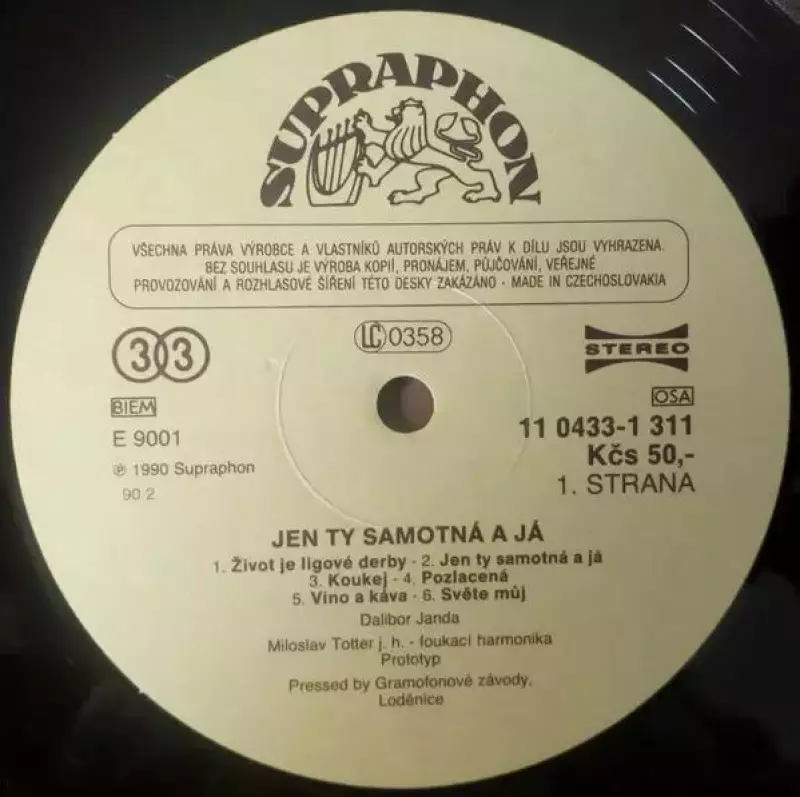 SUPRAPHON
VŠECHNA PRÁVA VÝROBCE A VLASTNÍKŮ AUTORSKÝCH PRÁV K DÍLU JSOU VYHRAZENA.
BEZ SOUHLASU JE VÝROBA KOPIÍ, PRONÁJEM, PŮJČOVÁNÍ, VEŘEJNÉ
PROVOZOVÁNÍ A ROZHLASOVÉ ŠÍŘENÍ TÉTO DESKY ZAKÁZÁNO · MADE IN CZECHOSLOVAKIA
33
LC 0358
STEREO
BIEM
OSA
E 9001
11 0433-1 311
Kčs 50,-
℗ 1990 Supraphon
1. STRANA
90 2
JEN TY SAMOTNÁ A JÁ
1. Život je ligové derby · 2. Jen ty samotná a já
3. Koukej · 4. Pozlacená
5. Víno a káva · 6. Světe můj
Dalibor Janda
Miloslav Totter j. h. - foukací harmonika
Prototyp
Pressed by Gramofonové závody,
Loděnice